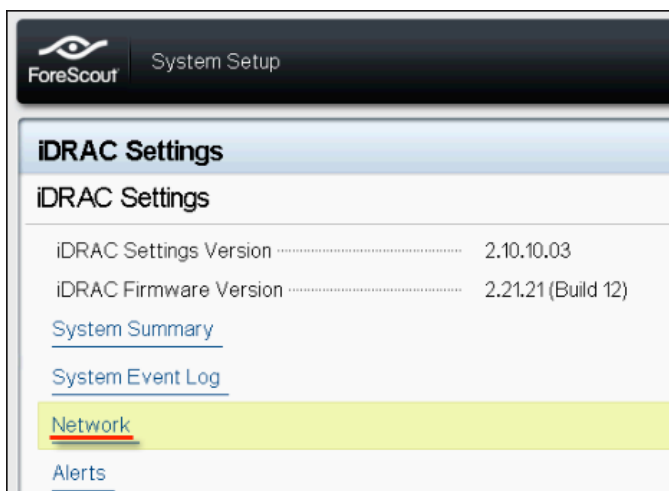 ForeScout
System Setup
iDRAC Settings
iDRAC Settings
iDRAC Settings Version 2.10.10.03
iDRAC Firmware Version 2.21.21 (Build 12)
System Summary
System Event Log
Network
Alerts